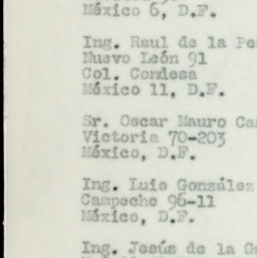 México 6, D.F.
Ing. Raul de la
Nuevo León 91
Col. Condesa
México 11, D.F.
Sr. Oscar Mauro
Victoria 70-203
México, D.F.
Ing. Luis González
Campeche 96-11
México, D.F.
Ing. Jesús de la